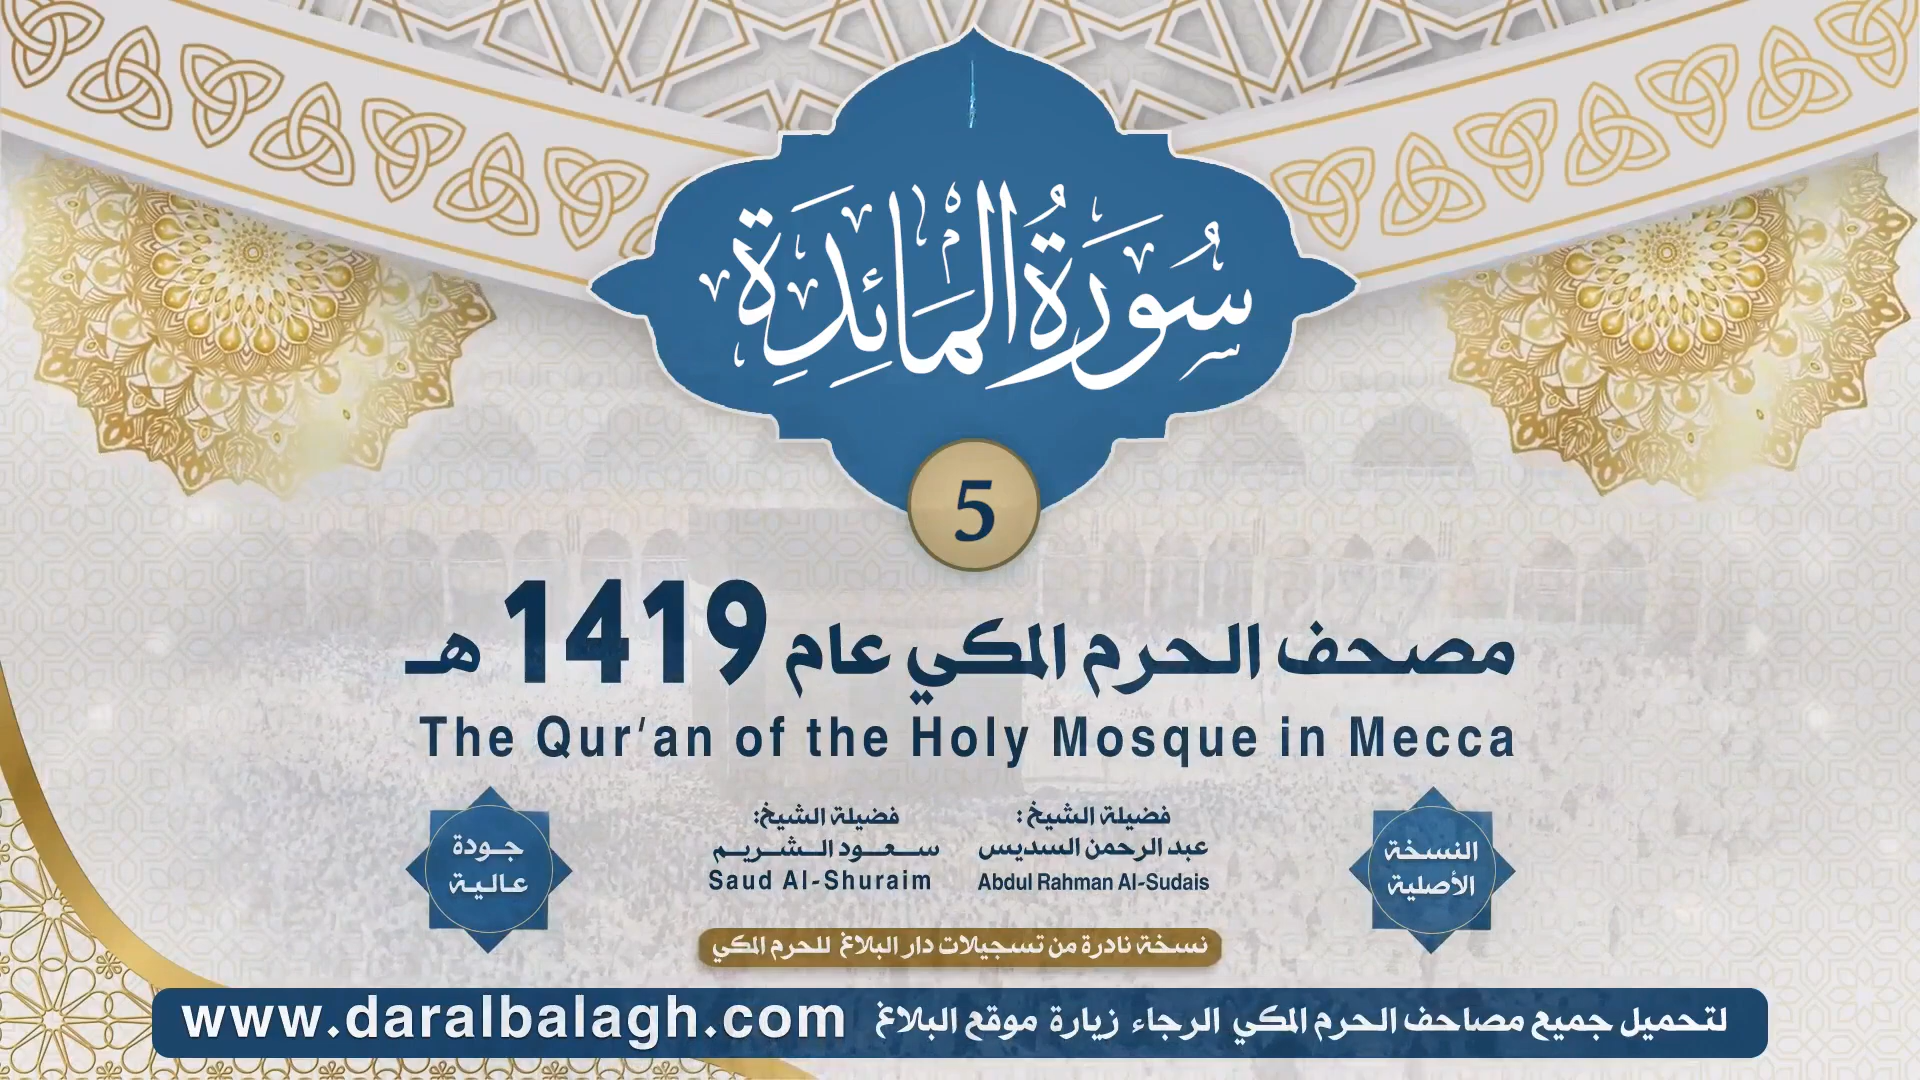 سُورَةُ المَائِدَةِ
5
مصحف الحرم المكي عام 1419 هـ
The Qur'an of the Holy Mosque in Mecca
النسخة
الأصلية
فضيلة الشيخ :
عبد الرحمن السديس
Abdul Rahman Al-Sudais
فضيلة الشيخ:
سعود الشريم
Saud Al-Shuraim
جودة
عالية
نسخة نادرة من تسجيلات دار البلاغ للحرم المكي
لتحميل جميع مصاحف الحرم المكي الرجاء زيارة موقع البلاغ www.daralbalagh.com